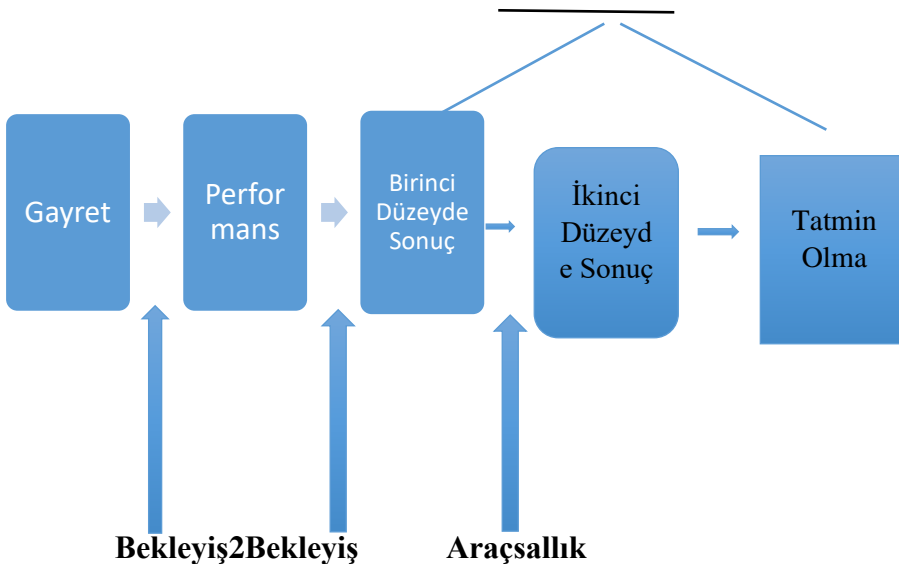 Gayret
Perfor
mans
Birinci
Düzeyde
Sonuç
İkinci
Düzeyd
e Sonuç
Tatmin
Olma
Bekleyiş2Bekleyiş
Araçsallık